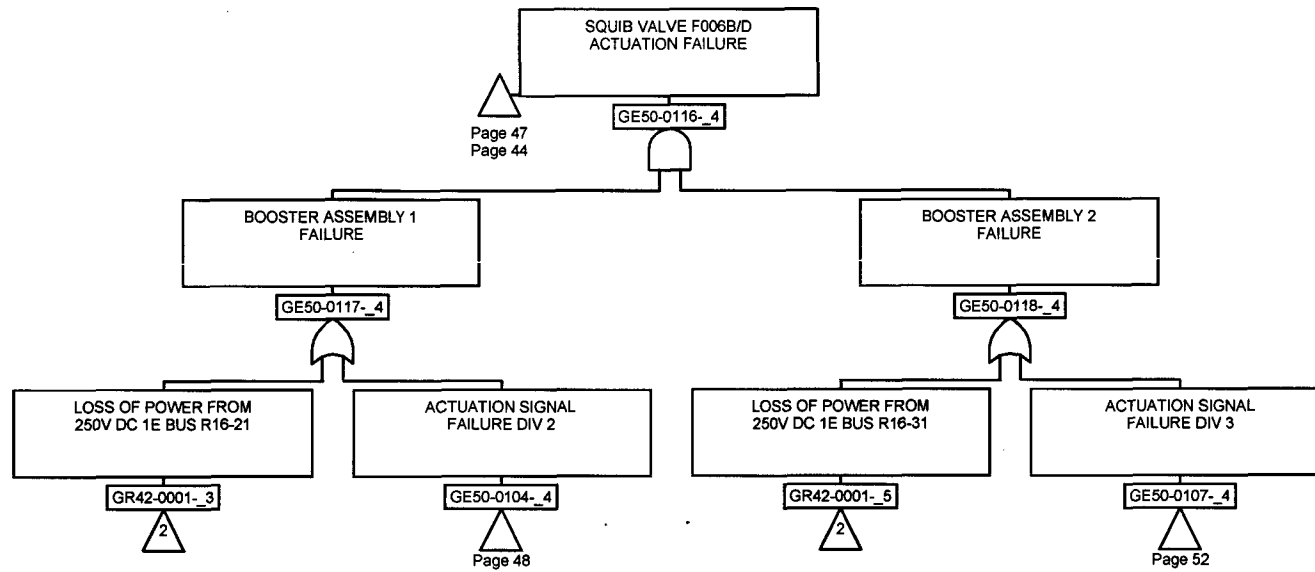 SQUIB VALVE F006B/D
ACTUATION FAILURE
Page 47
Page 44
GE50-0116-_4
BOOSTER ASSEMBLY 1
FAILURE
GE50-0117-_4
BOOSTER ASSEMBLY 2
FAILURE
GE50-0118-_4
LOSS OF POWER FROM
250V DC 1E BUS R16-21
GR42-0001-_3
2
ACTUATION SIGNAL
FAILURE DIV 2
GE50-0104-_4
Page 48
LOSS OF POWER FROM
250V DC 1E BUS R16-31
GR42-0001-_5
2
ACTUATION SIGNAL
FAILURE DIV 3
GE50-0107-_4
Page 52